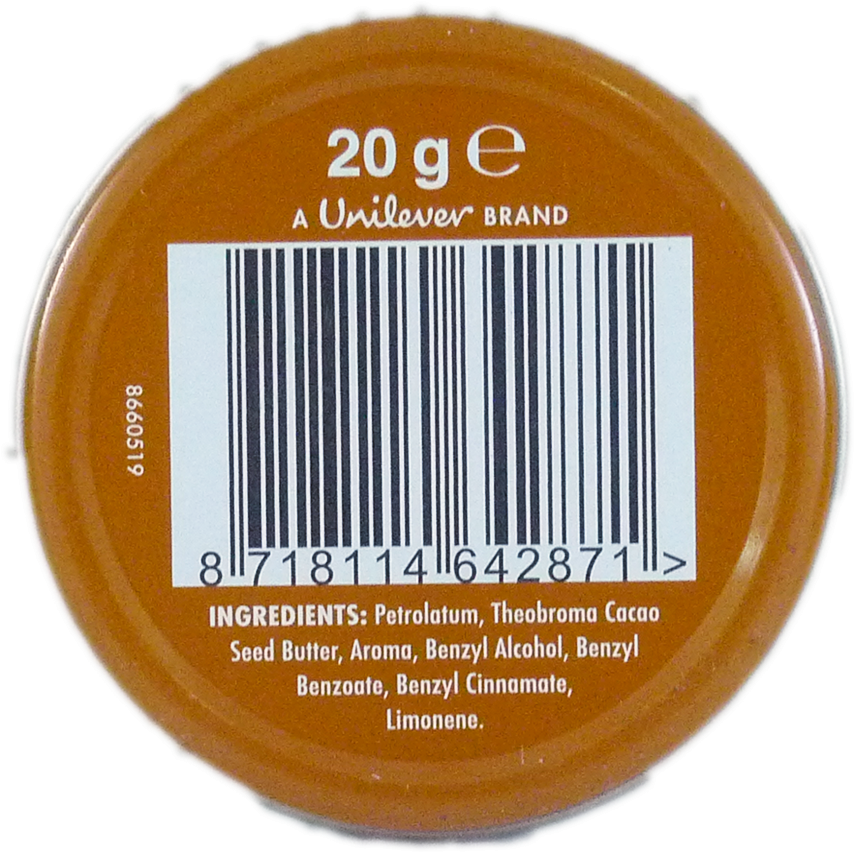 20 g ℮
A Unilever BRAND
8660519
8 718114 642871 >
INGREDIENTS: Petrolatum, Theobroma Cacao
Seed Butter, Aroma, Benzyl Alcohol, Benzyl
Benzoate, Benzyl Cinnamate,
Limonene.